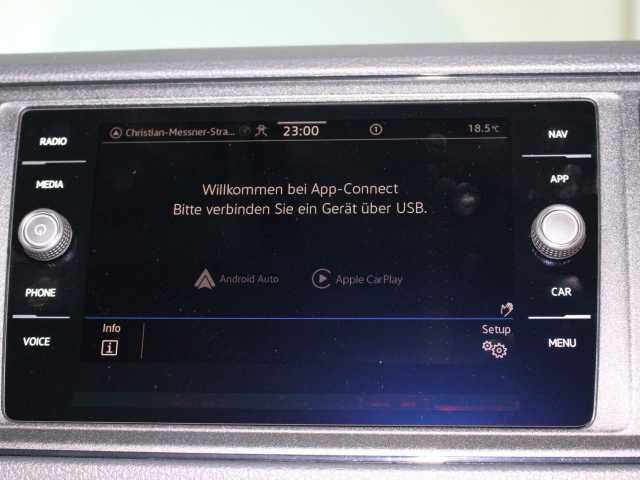 RADIO
MEDIA
PHONE
VOICE
Christian-Messner-Stra...
23:00
1
18.5°C
Willkommen bei App-Connect
Bitte verbinden Sie ein Gerät über USB.
Android Auto
Apple CarPlay
Info
Setup
NAV
APP
CAR
MENU